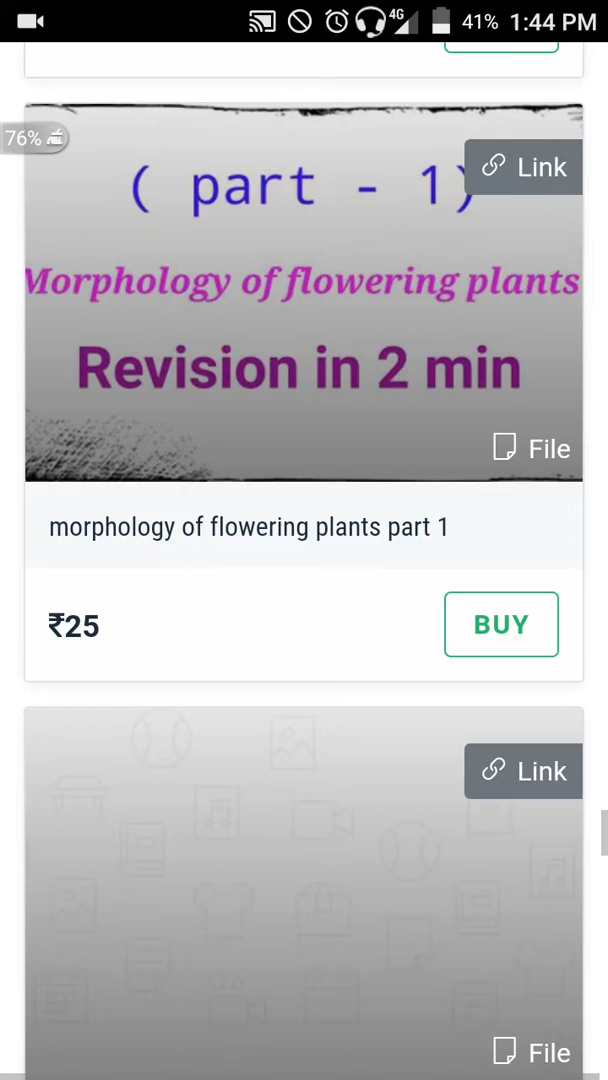 4G
41% 1:44 PM
76%
Link
( part - 1)
Morphology of flowering plants
Revision in 2 min
File
morphology of flowering plants part 1
₹25
BUY
Link
File